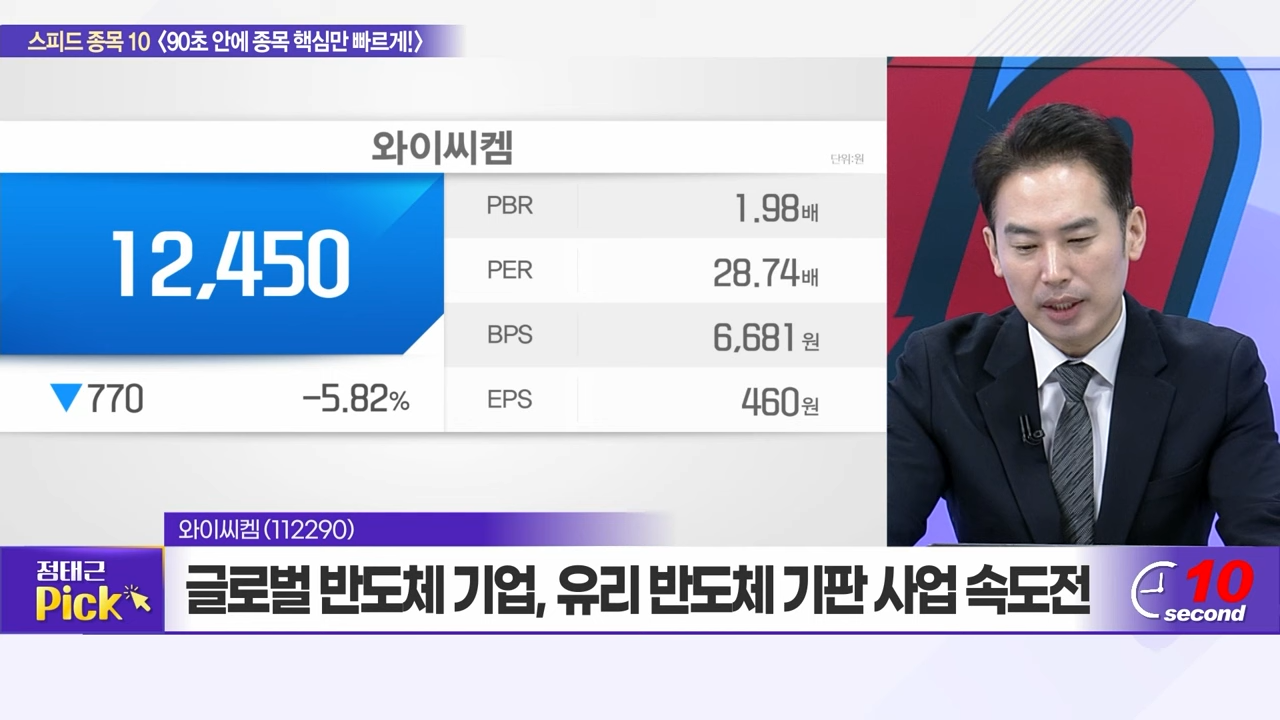 스피드 종목 10 <90초 안에 종목 핵심만 빠르게!>
와이씨켐
단위:원
12,450
▼770 -5.82%
PBR 1.98배
PER 28.74배
BPS 6,681원
EPS 460원
와이씨켐(112290)
정태근
Pick
글로벌 반도체 기업, 유리 반도체 기판 사업 속도전
10
second